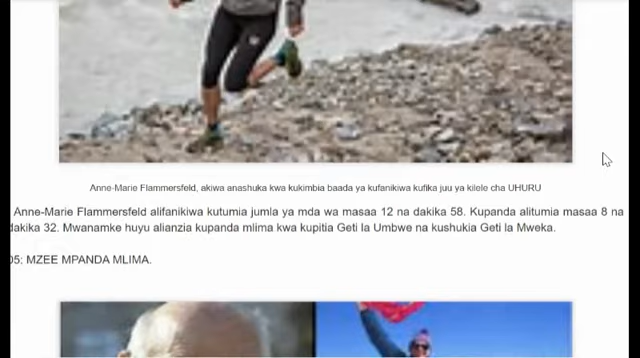 Anne-Marie Flammersfeld, akiwa anashuka kwa kukimbia baada ya kufanikiwa kufika juu ya kilele cha UHURU
Anne-Marie Flammersfeld alifanikiwa kutumia jumla ya mda wa masaa 12 na dakika 58. Kupanda alitumia masaa 8 na
dakika 32. Mwanamke huyu alianzia kupanda mlima kwa kupitia Geti la Umbwe na kushukia Geti la Mweka.
05: MZEE MPANDA MLIMA.